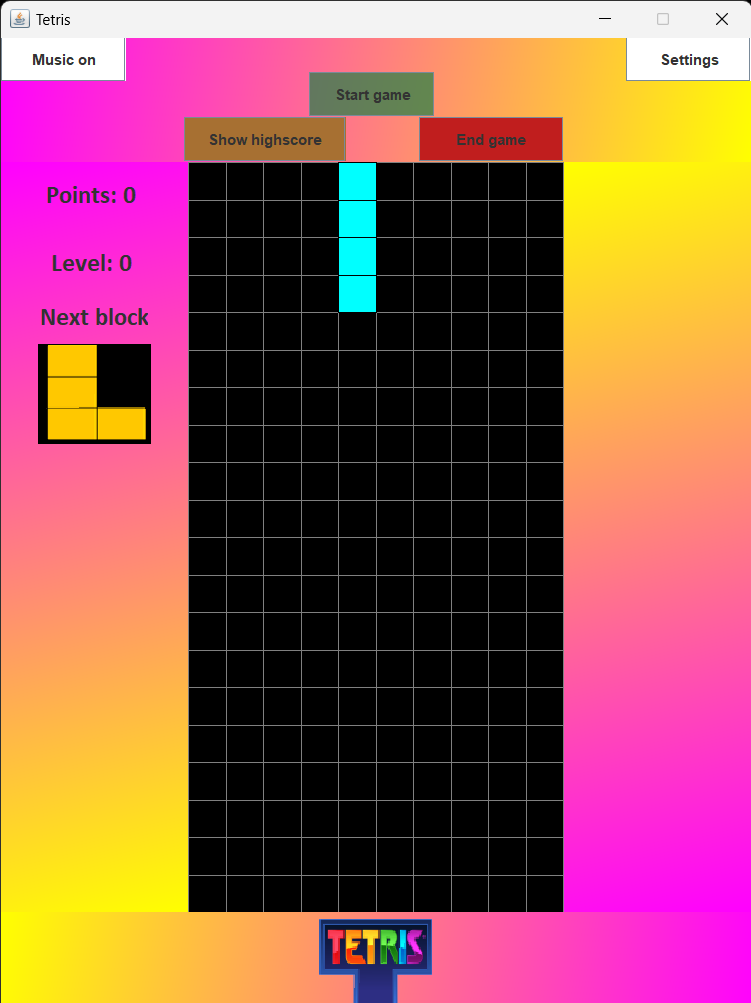 Tetris
Music on
Settings
Start game
Show highscore
End game
Points: 0
Level: 0
Next block
TETRIS